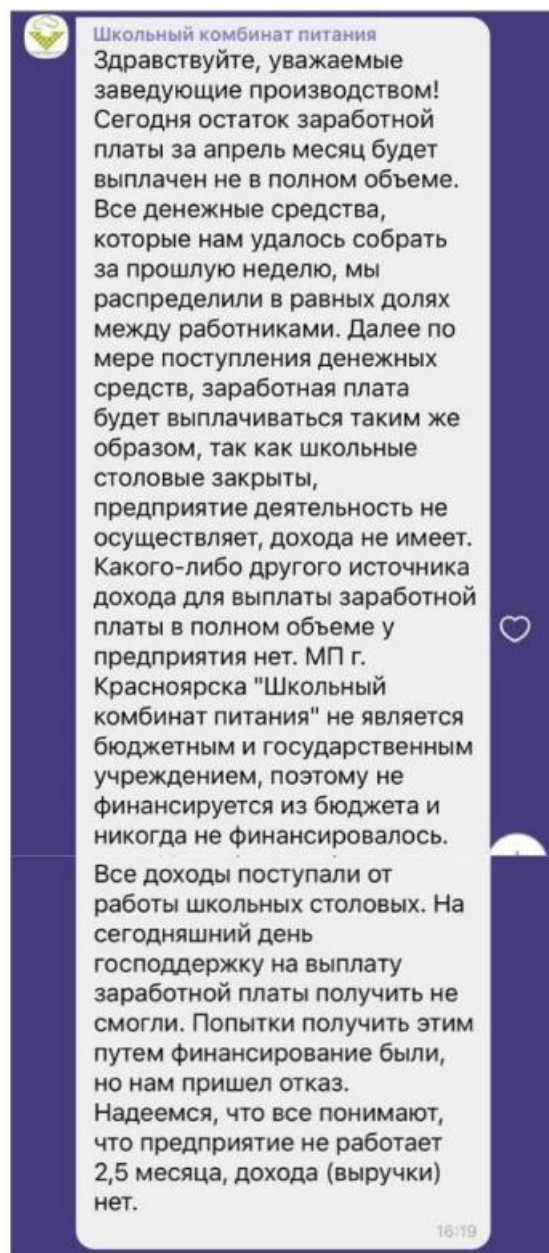 Школьный комбинат питания
Здравствуйте, уважаемые
заведующие производством!
Сегодня остаток заработной
платы за апрель месяц будет
выплачен не в полном объеме.
Все денежные средства,
которые нам удалось собрать
за прошлую неделю, мы
распределили в равных долях
между работниками. Далее по
мере поступления денежных
средств, заработная плата
будет выплачиваться таким же
образом, так как школьные
столовые закрыты,
предприятие деятельность не
осуществляет, дохода не имеет.
Какого-либо другого источника
дохода для выплаты заработной
платы в полном объеме у
предприятия нет. МП г.
Красноярска "Школьный
комбинат питания" не является
бюджетным и государственным
учреждением, поэтому не
финансируется из бюджета и
никогда не финансировалось.
Все доходы поступали от
работы школьных столовых. На
сегодняшний день
господдержку на выплату
заработной платы получить не
смогли. Попытки получить этим
путем финансирование были,
но нам пришел отказ.
Надеемся, что все понимают,
что предприятие не работает
2,5 месяца, дохода (выручки)
нет.
16:19